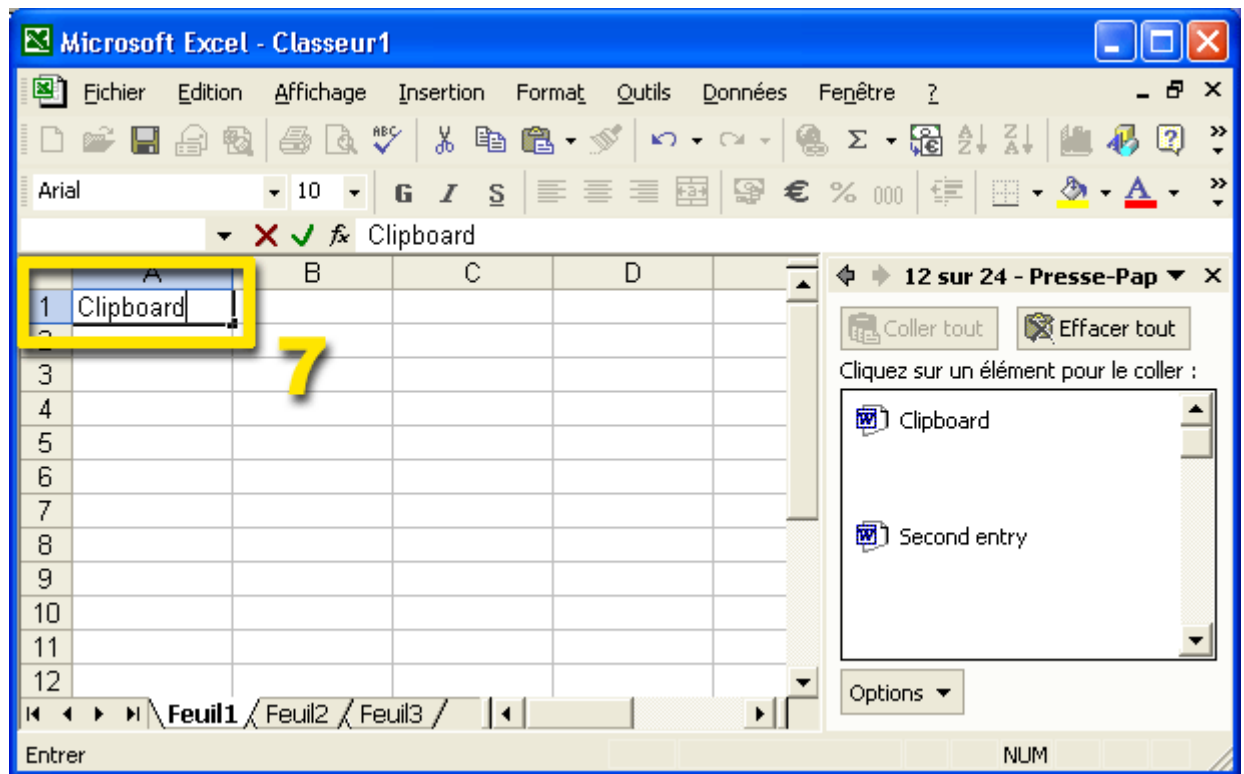 Microsoft Excel - Classeur1
Fichier Edition Affichage Insertion Format Outils Données Fenêtre ?
ABC Σ € A Z Z A ?
Arial 10 G I S a € % 000 A
fx Clipboard
A B C D
12 sur 24 - Presse-Pap
1 Clipboard
Coller tout Effacer tout
2
7
3
Cliquez sur un élément pour le coller :
4
Clipboard
5
6
7
8
Second entry
9
10
11
12
Options
Feuil1 Feuil2 Feuil3
Entrer NUM